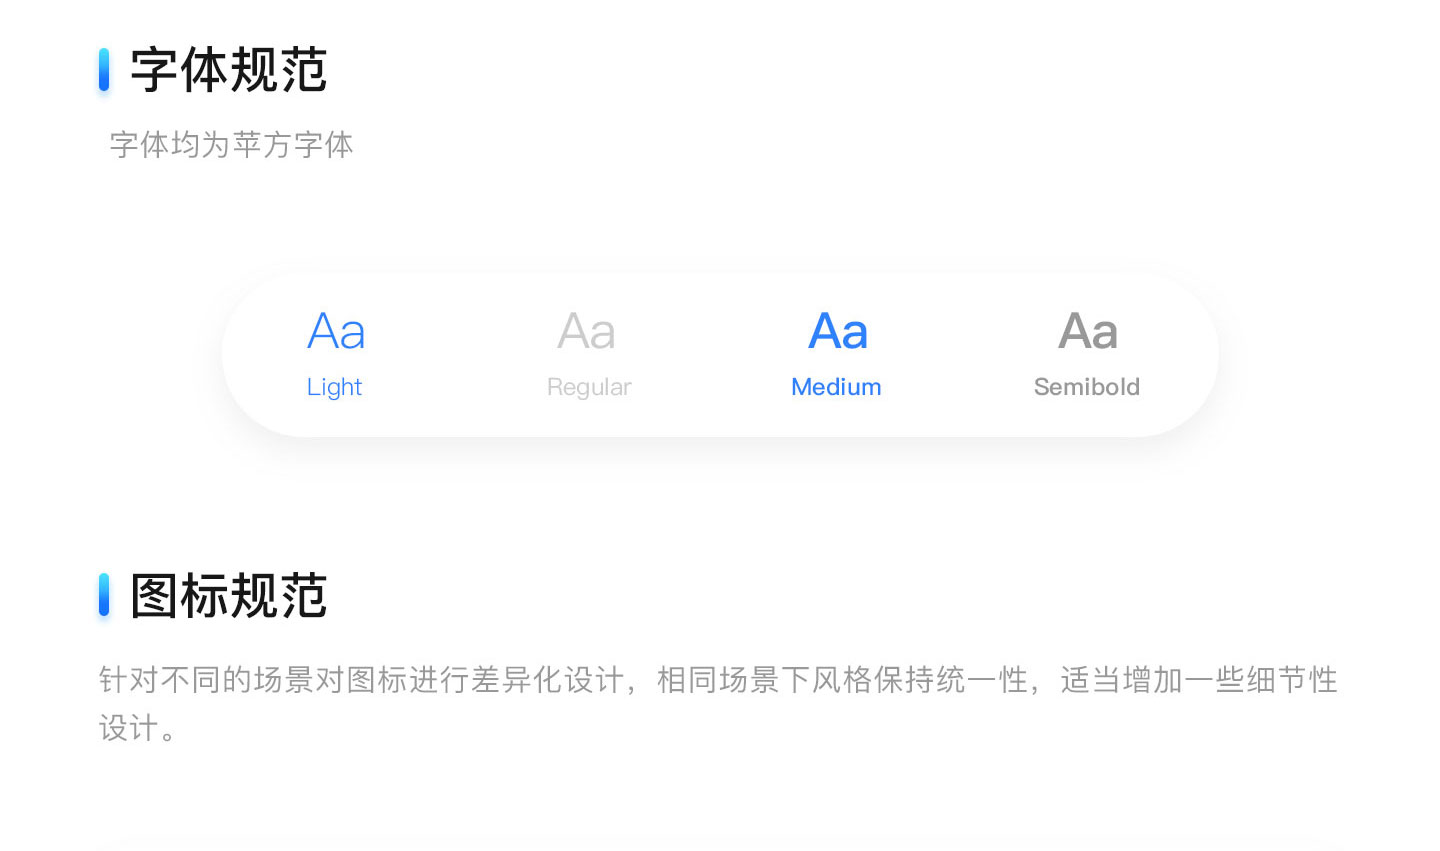 字体规范
字体均为苹方字体
Aa Aa Aa Aa
Light Regular Medium Semibold
图标规范
针对不同的场景对图标进行差异化设计，相同场景下风格保持统一性，适当增加一些细节性
设计。